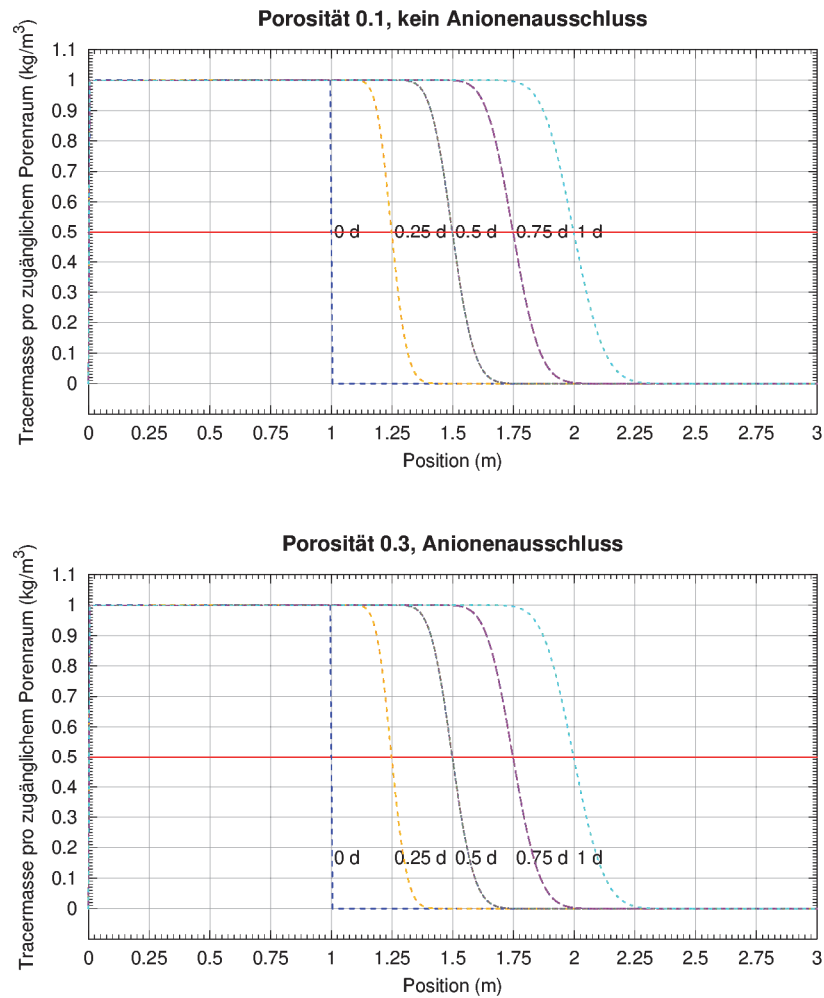 Porosität 0.1, kein Anionenausschluss
Tracermasse pro zugänglichem Porenraum (kg/m³)
1.1
1
0.9
0.8
0.7
0.6
0.5
0.4
0.3
0.2
0.1
0
0 d 0.25 d 0.5 d 0.75 d 1 d
0 0.25 0.5 0.75 1 1.25 1.5 1.75 2 2.25 2.5 2.75 3
Position (m)
Porosität 0.3, Anionenausschluss
Tracermasse pro zugänglichem Porenraum (kg/m³)
1.1
1
0.9
0.8
0.7
0.6
0.5
0.4
0.3
0.2
0.1
0
0 d 0.25 d 0.5 d 0.75 d 1 d
0 0.25 0.5 0.75 1 1.25 1.5 1.75 2 2.25 2.5 2.75 3
Position (m)